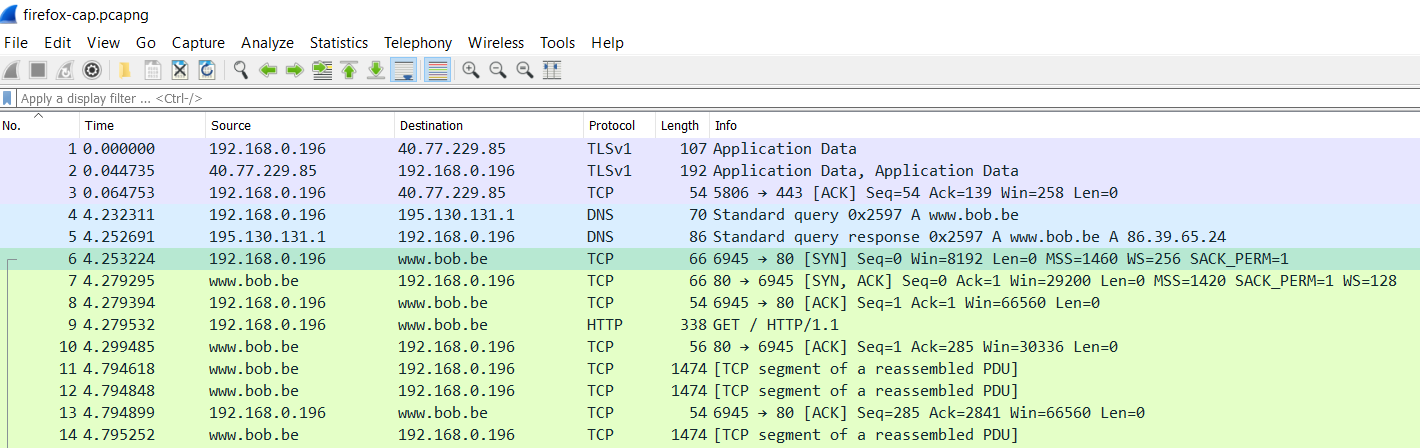 firefox-cap.pcapng
File Edit View Go Capture Analyze Statistics Telephony Wireless Tools Help
Apply a display filter ... <Ctrl-/>
No. Time Source Destination Protocol Length Info
1 0.000000 192.168.0.196 40.77.229.85 TLSv1 107 Application Data
2 0.044735 40.77.229.85 192.168.0.196 TLSv1 192 Application Data, Application Data
3 0.064753 192.168.0.196 40.77.229.85 TCP 54 5806 → 443 [ACK] Seq=54 Ack=139 Win=258 Len=0
4 4.232311 192.168.0.196 195.130.131.1 DNS 70 Standard query 0x2597 A www.bob.be
5 4.252691 195.130.131.1 192.168.0.196 DNS 86 Standard query response 0x2597 A www.bob.be A 86.39.65.24
6 4.253224 192.168.0.196 www.bob.be TCP 66 6945 → 80 [SYN] Seq=0 Win=8192 Len=0 MSS=1460 WS=256 SACK_PERM=1
7 4.279295 www.bob.be 192.168.0.196 TCP 66 80 → 6945 [SYN, ACK] Seq=0 Ack=1 Win=29200 Len=0 MSS=1420 SACK_PERM=1 WS=128
8 4.279394 192.168.0.196 www.bob.be TCP 54 6945 → 80 [ACK] Seq=1 Ack=1 Win=66560 Len=0
9 4.279532 192.168.0.196 www.bob.be HTTP 338 GET / HTTP/1.1
10 4.299485 www.bob.be 192.168.0.196 TCP 56 80 → 6945 [ACK] Seq=1 Ack=285 Win=30336 Len=0
11 4.794618 www.bob.be 192.168.0.196 TCP 1474 [TCP segment of a reassembled PDU]
12 4.794848 www.bob.be 192.168.0.196 TCP 1474 [TCP segment of a reassembled PDU]
13 4.794899 192.168.0.196 www.bob.be TCP 54 6945 → 80 [ACK] Seq=285 Ack=2841 Win=66560 Len=0
14 4.795252 www.bob.be 192.168.0.196 TCP 1474 [TCP segment of a reassembled PDU]